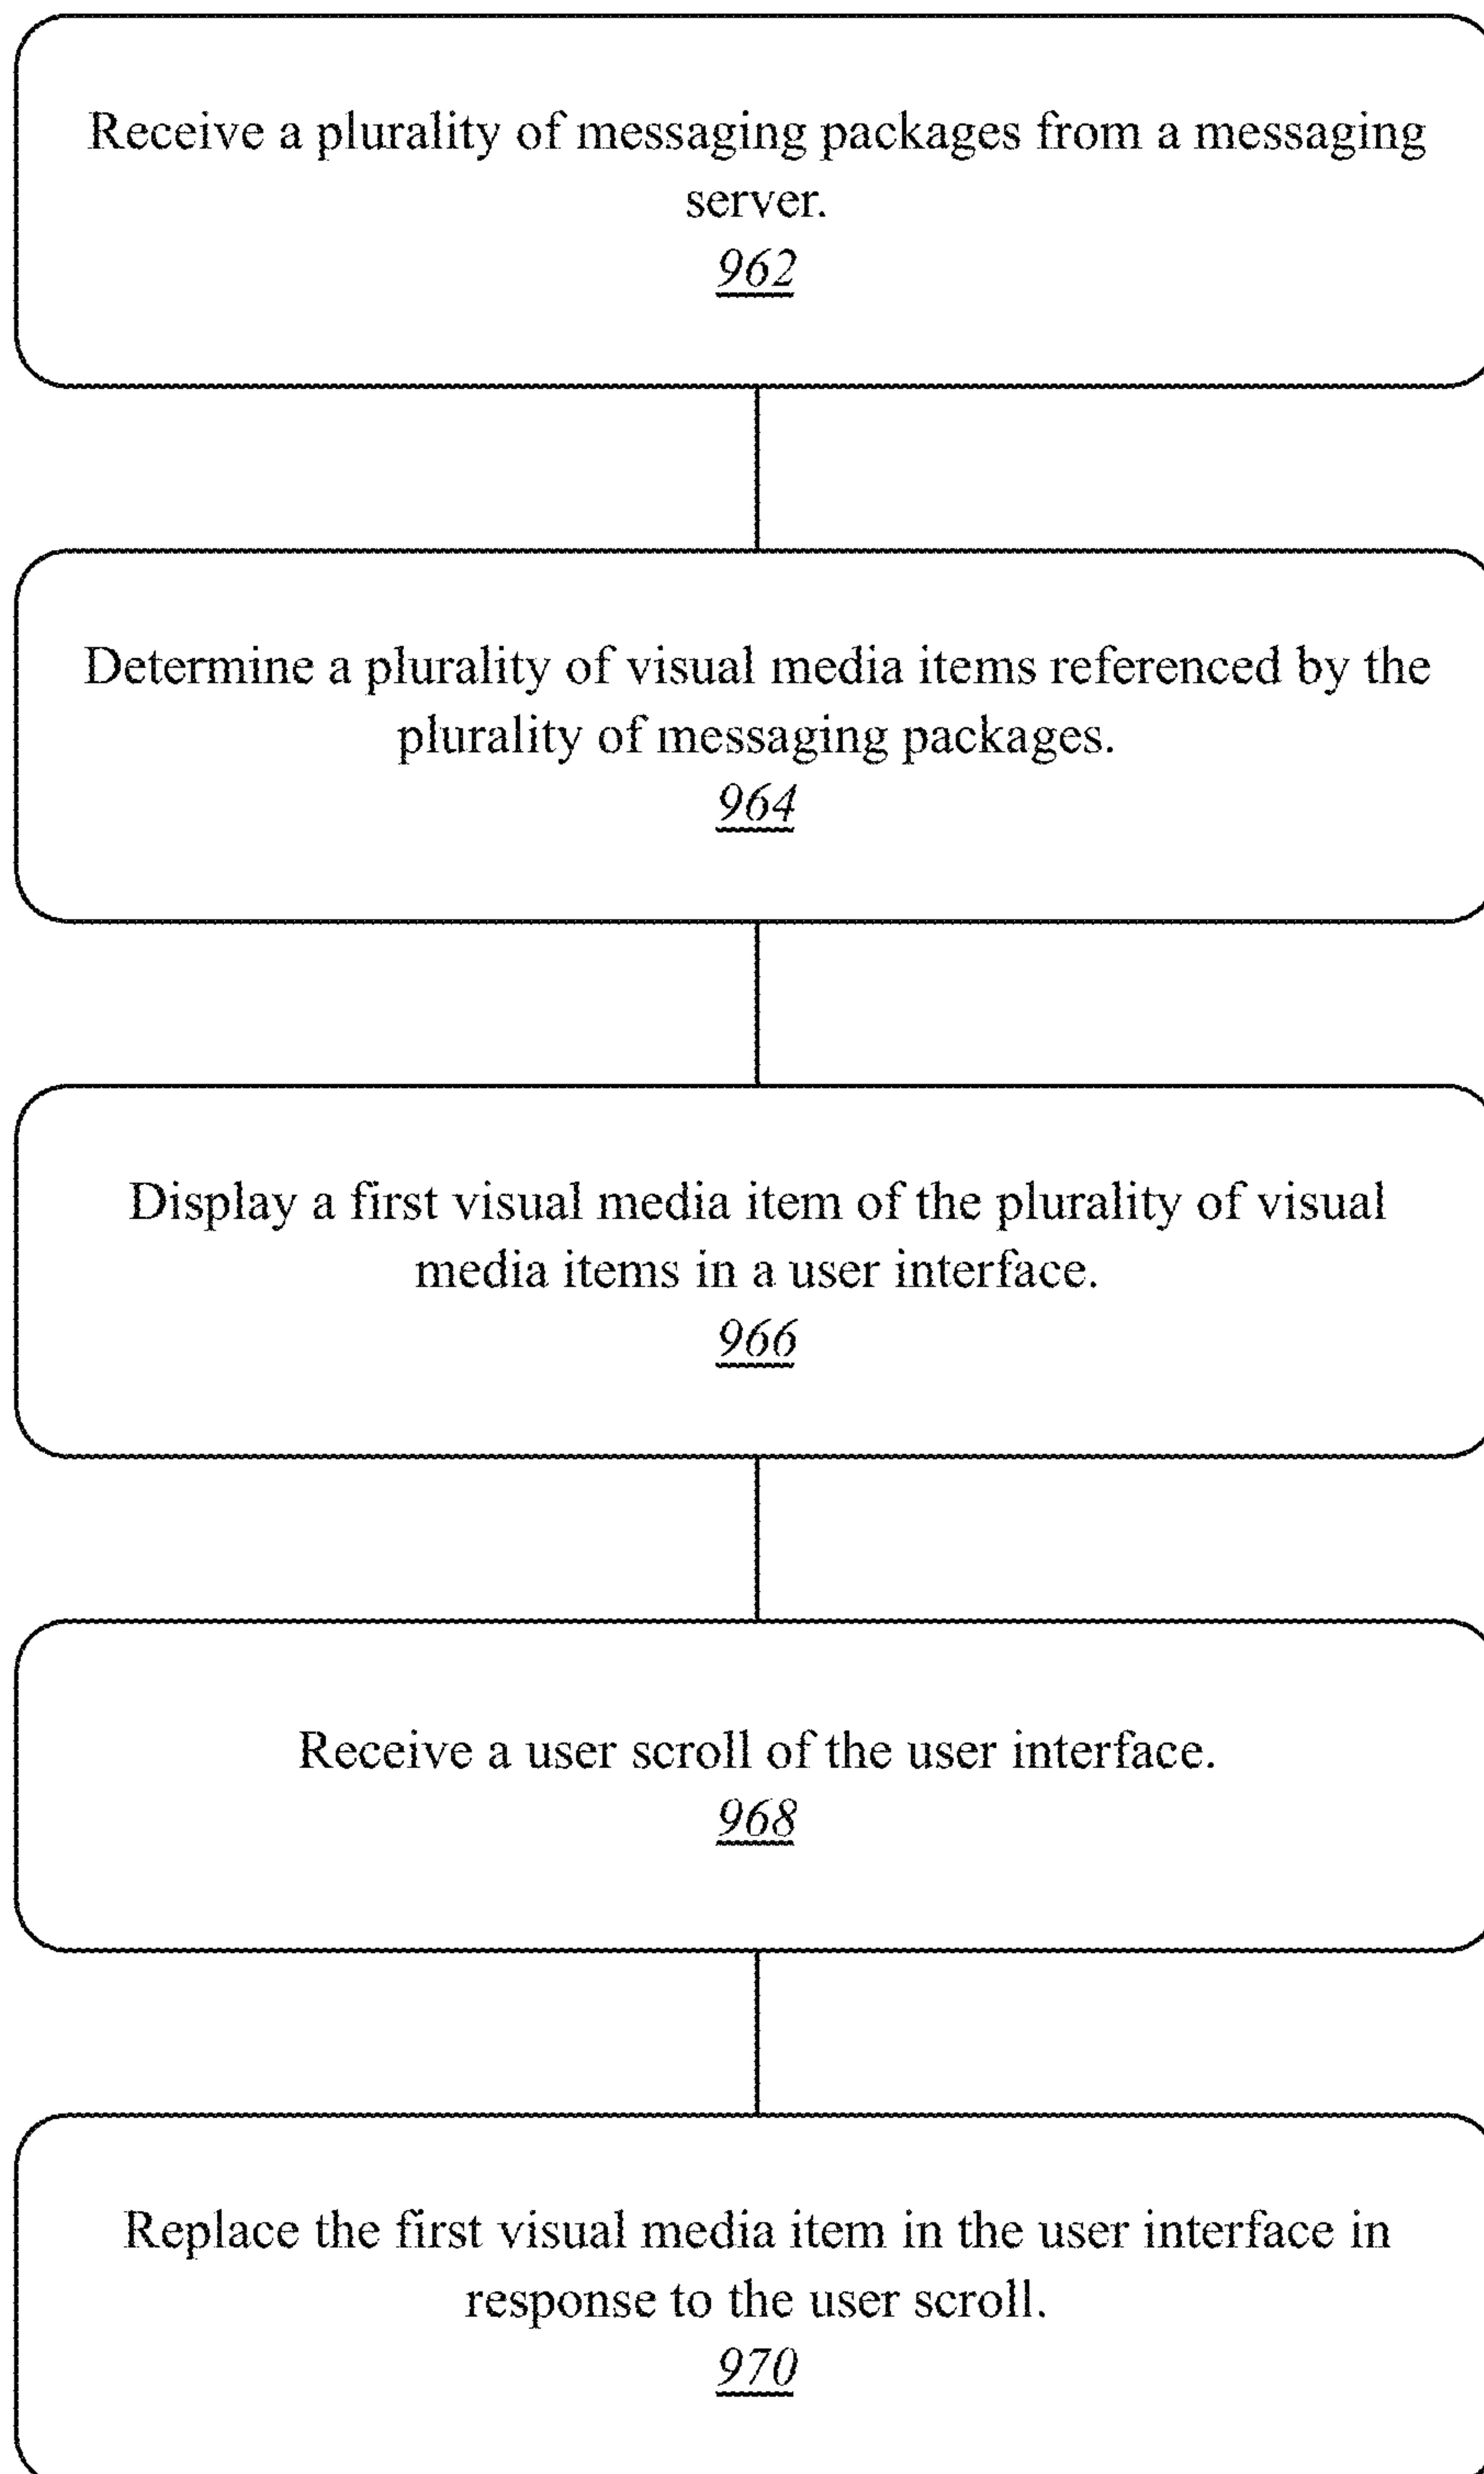 Receive a plurality of messaging packages from a messaging
server.
962
Determine a plurality of visual media items referenced by the
plurality of messaging packages.
964
Display a first visual media item of the plurality of visual
media items in a user interface.
966
Receive a user scroll of the user interface.
968
Replace the first visual media item in the user interface in
response to the user scroll.
970